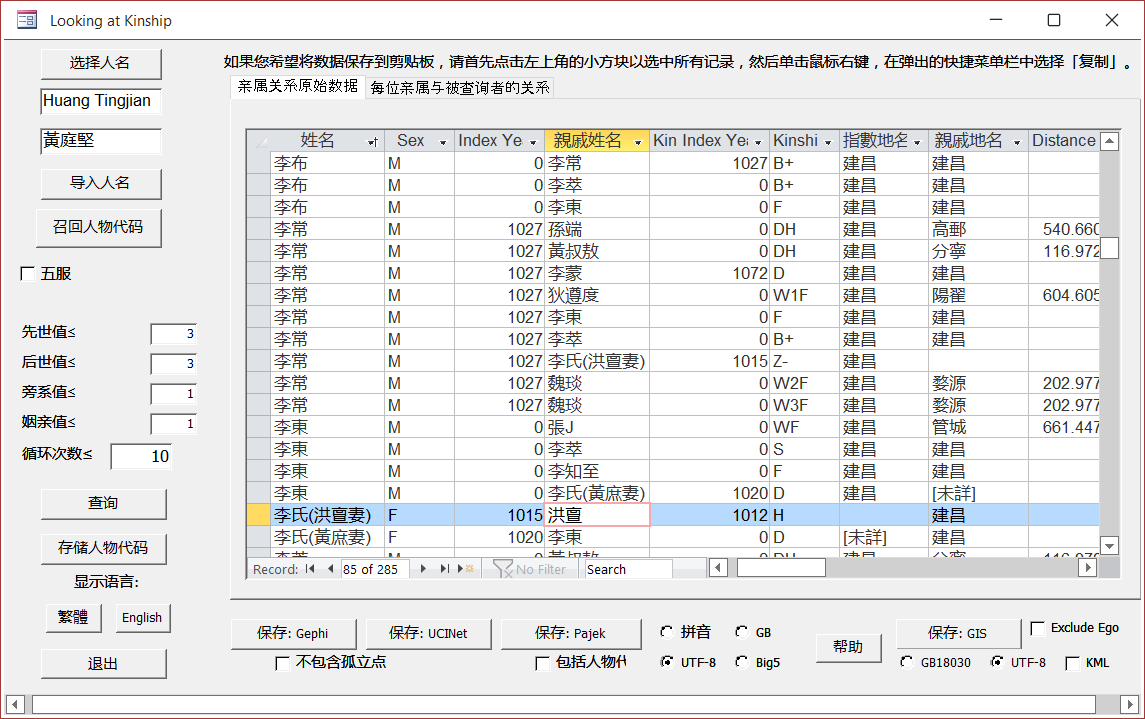 Looking at Kinship
选择人名
Huang Tingjian
黃庭堅
导入人名
召回人物代码
五服
先世值≤ 3
后世值≤ 3
旁系值≤ 1
姻亲值≤ 1
循环次数≤ 10
查询
存储人物代码
显示语言:
繁體 English
退出
如果您希望将数据保存到剪贴板，请首先点击左上角的小方块以选中所有记录，然后单击鼠标右键，在弹出的快捷菜单栏中选择「复制」。
亲属关系原始数据 每位亲属与被查询者的关系
姓名 Sex Index Ye 親戚姓名 Kin Index Yea Kinshi 指數地名 親戚地名 Distance
李布 M 0 李常 1027 B+ 建昌 建昌
李布 M 0 李莘 0 B+ 建昌 建昌
李布 M 0 李東 0 F 建昌 建昌
李常 M 1027 孫端 0 DH 建昌 高郵 540.660
李常 M 1027 黃叔敖 0 DH 建昌 分寧 116.972
李常 M 1027 李蒙 1072 D 建昌 建昌
李常 M 1027 狄遵度 0 W1F 建昌 陽翟 604.605
李常 M 1027 李東 0 F 建昌 建昌
李常 M 1027 李莘 0 B+ 建昌 建昌
李常 M 1027 李氏(洪亶妻) 1015 Z- 建昌
李常 M 1027 魏琰 0 W2F 建昌 婺源 202.977
李常 M 1027 魏琰 0 W3F 建昌 婺源 202.977
李東 M 0 張J 0 WF 建昌 管城 661.447
李東 M 0 李莘 0 S 建昌 建昌
李東 M 0 李知至 0 F 建昌 建昌
李東 M 0 李氏(黃庶妻) 1020 D 建昌 [未詳]
李氏(洪亶妻) F 1015 洪亶 1012 H 建昌
李氏(黃庶妻) F 1020 李東 0 D [未詳] 建昌
Record: 85 of 285 No Filter Search
保存: Gephi 保存: UCINet 保存: Pajek
不包含孤立点 包括人物代
拼音 GB
UTF-8 Big5
帮助
保存: GIS Exclude Ego
GB18030 UTF-8 KML